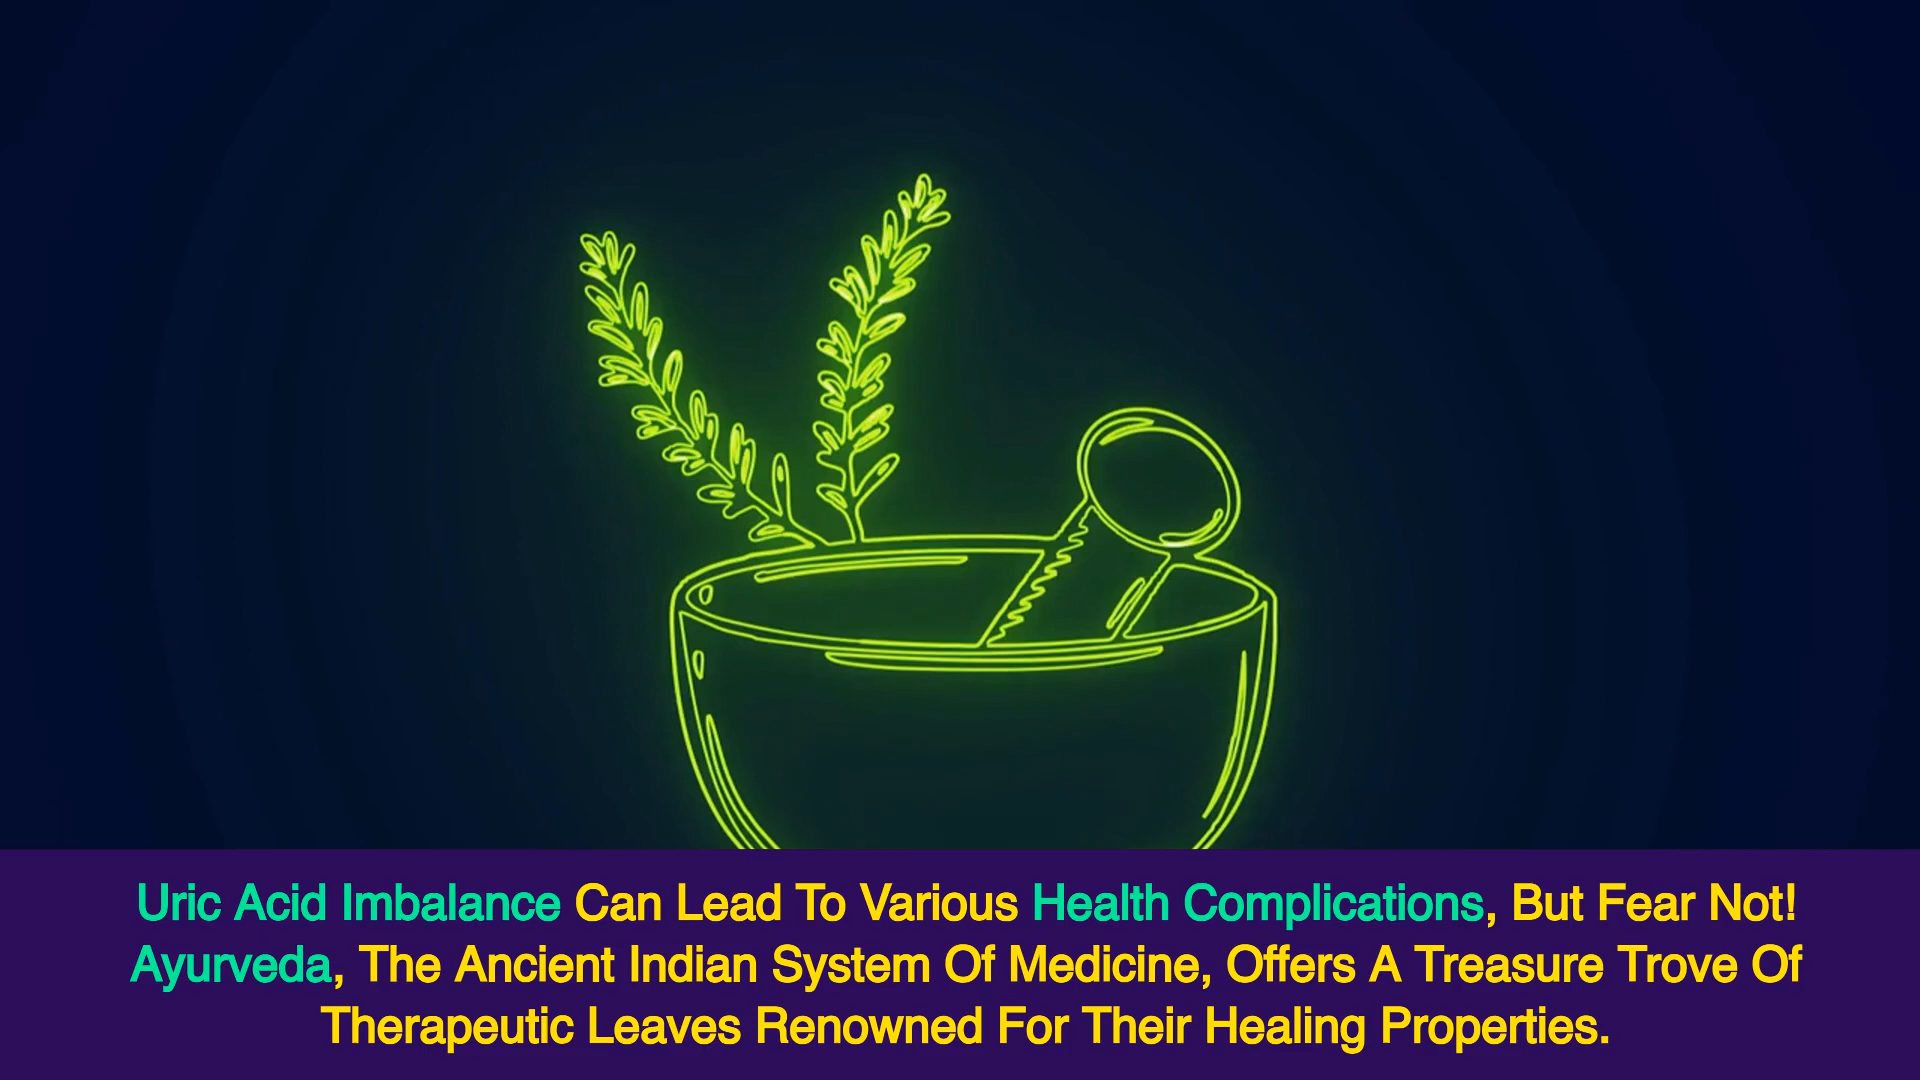 Uric Acid Imbalance Can Lead To Various Health Complications, But Fear Not!
Ayurveda, The Ancient Indian System Of Medicine, Offers A Treasure Trove Of
Therapeutic Leaves Renowned For Their Healing Properties.